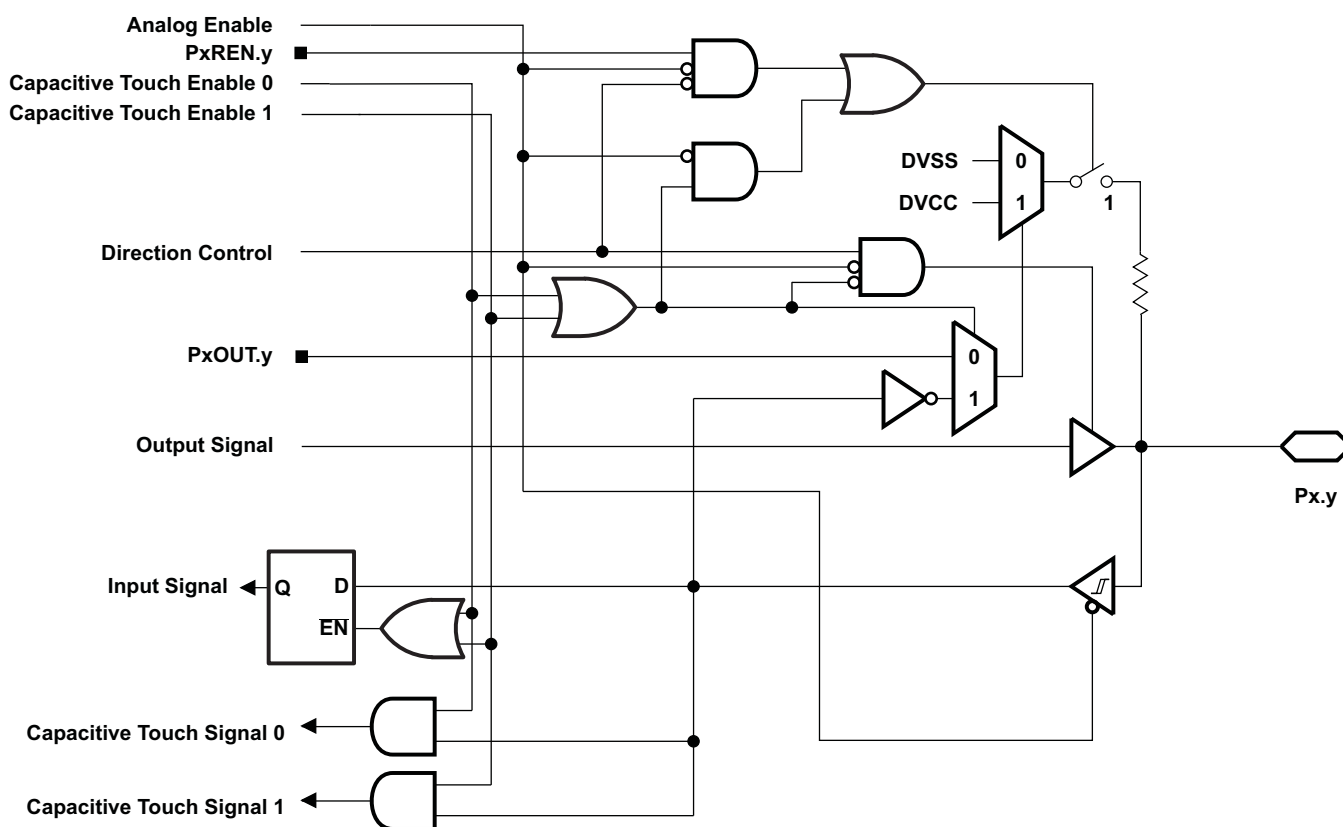 Analog Enable
PxREN.y
Capacitive Touch Enable 0
Capacitive Touch Enable 1
DVSS
0
DVCC
1
1
Direction Control
PxOUT.y
0
1
Output Signal
Px.y
Input Signal
Q
D
EN
Capacitive Touch Signal 0
Capacitive Touch Signal 1